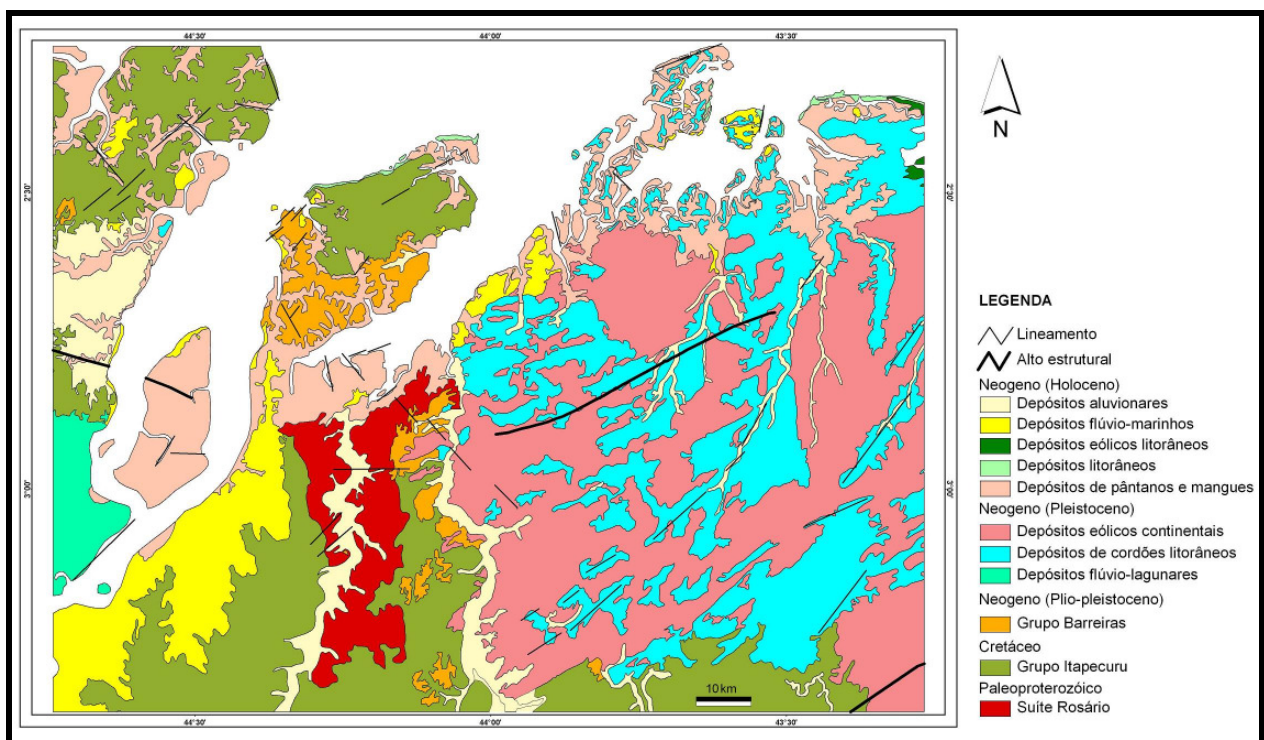 44°30'
44°00'
43°30'
N
2°30'
2°30'
LEGENDA
Lineamento
Alto estrutural
Neogeno (Holoceno)
Depósitos aluvionares
Depósitos flúvio-marinhos
Depósitos eólicos litorâneos
Depósitos litorâneos
Depósitos de pântanos e mangues
3°00'
3°00'
Neogeno (Pleistoceno)
Depósitos eólicos continentais
Depósitos de cordões litorâneos
Depósitos flúvio-lagunares
Neogeno (Plio-pleistoceno)
Grupo Barreiras
Cretáceo
Grupo Itapecuru
Paleoproterozóico
Suíte Rosário
10 km
44°30'
44°00'
43°30'